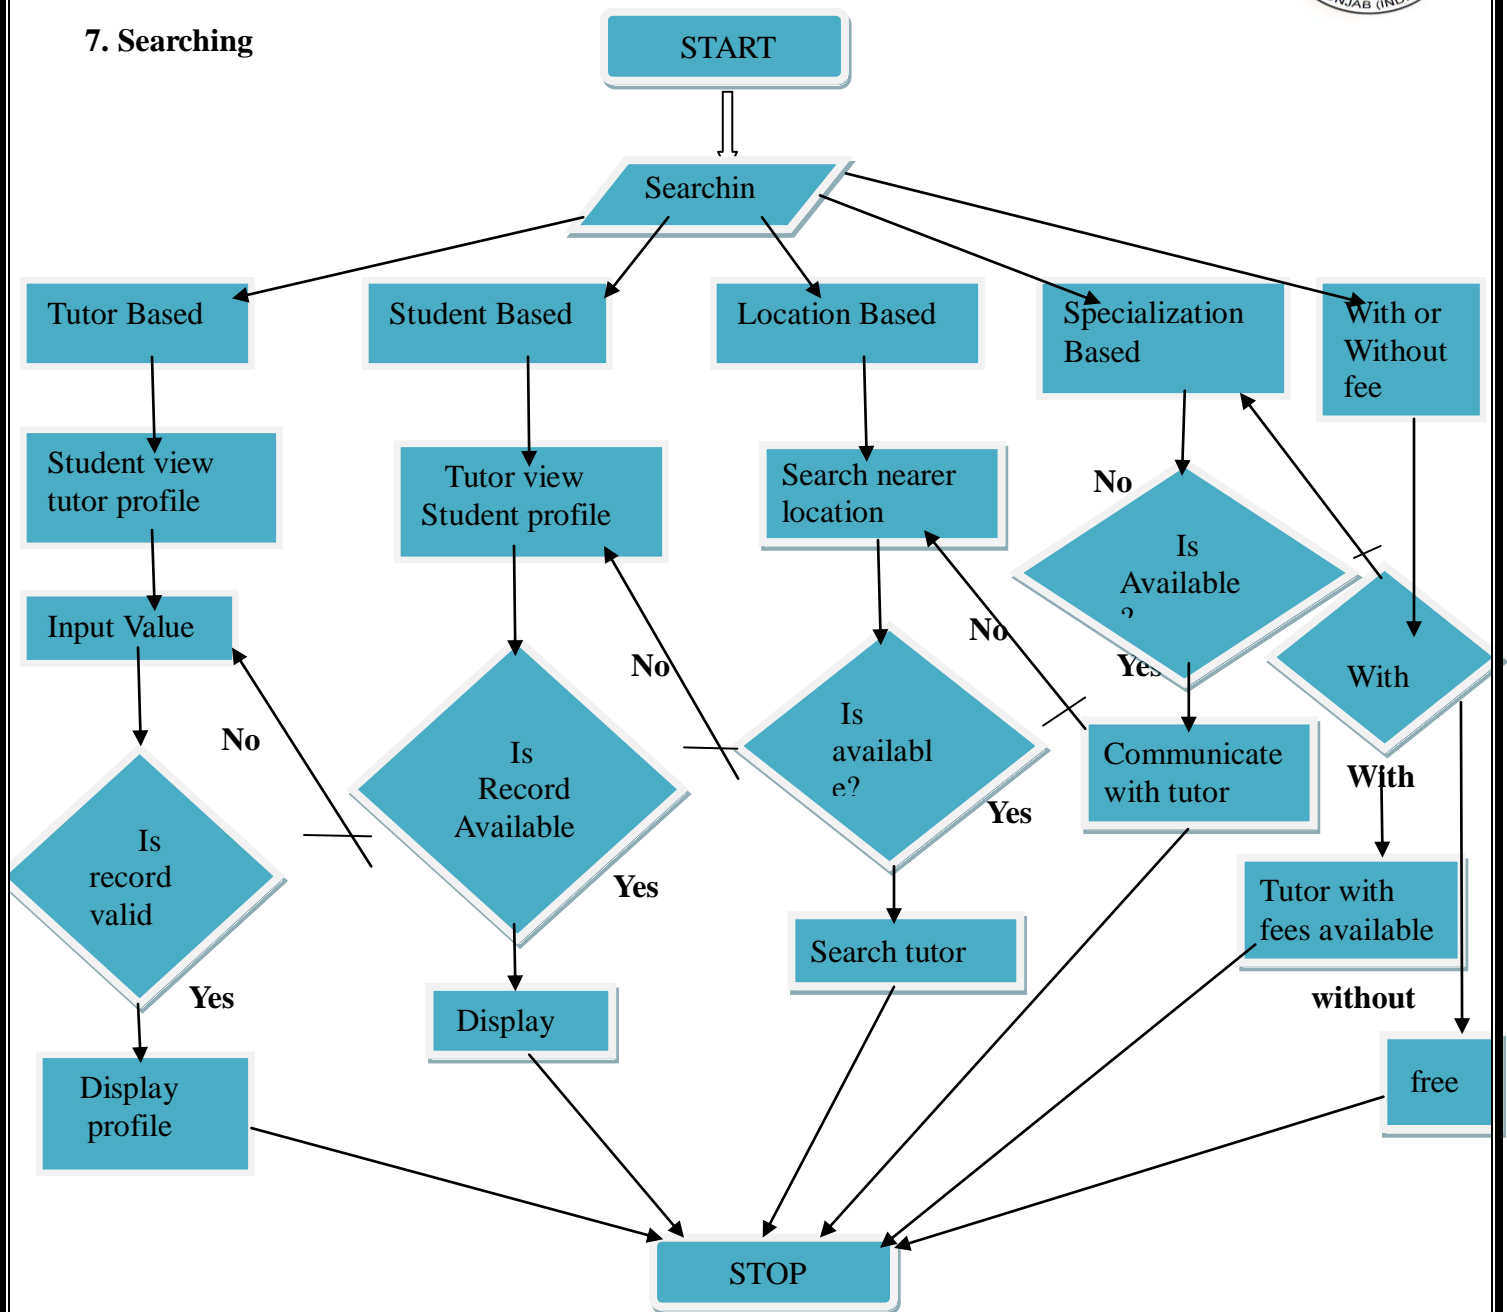 NJAB (IND
7. Searching
START
Searchin
Tutor Based
Student Based
Location Based
Specialization
Based
With or
Without
fee
Student view
tutor profile
Tutor view
Student profile
Search nearer
location
No
Is
Available
?
Input Value
No
No
Yes
With
No
Is
Record
Available
Is
availabl
e?
Communicate
with tutor
With
Yes
Is
record
valid
Yes
Tutor with
fees available
Search tutor
Yes
without
Display
Display
profile
free
STOP